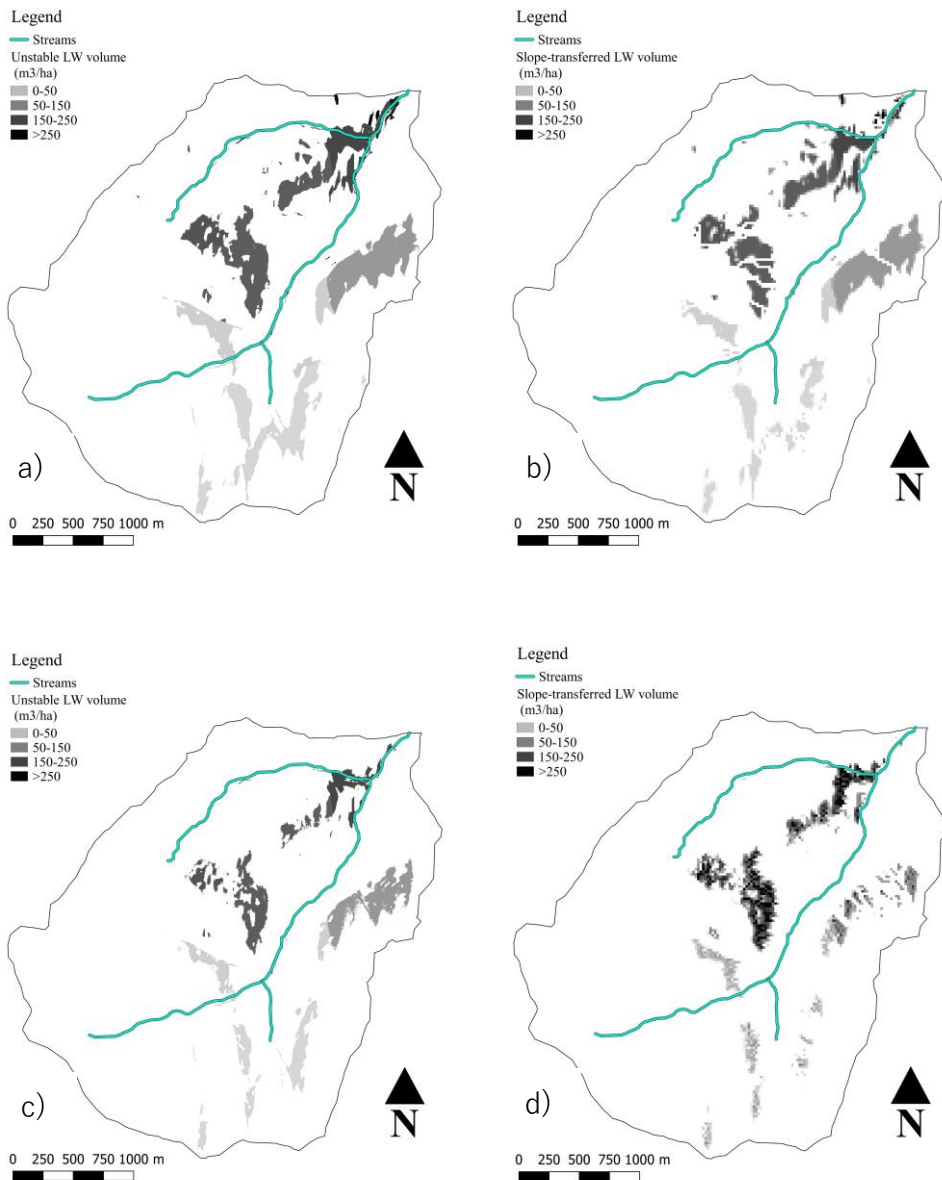 Legend
Streams
Unstable LW volume
(m3/ha)
0-50
50-150
150-250
>250
a)
N
0 250 500 750 1000 m
Legend
Streams
Slope-transferred LW volume
(m3/ha)
0-50
50-150
150-250
>250
b)
N
0 250 500 750 1000 m
Legend
Streams
Unstable LW volume
(m3/ha)
0-50
50-150
150-250
>250
c)
N
0 250 500 750 1000 m
Legend
Streams
Slope-transferred LW volume
(m3/ha)
0-50
50-150
150-250
>250
d)
N
0 250 500 750 1000 m